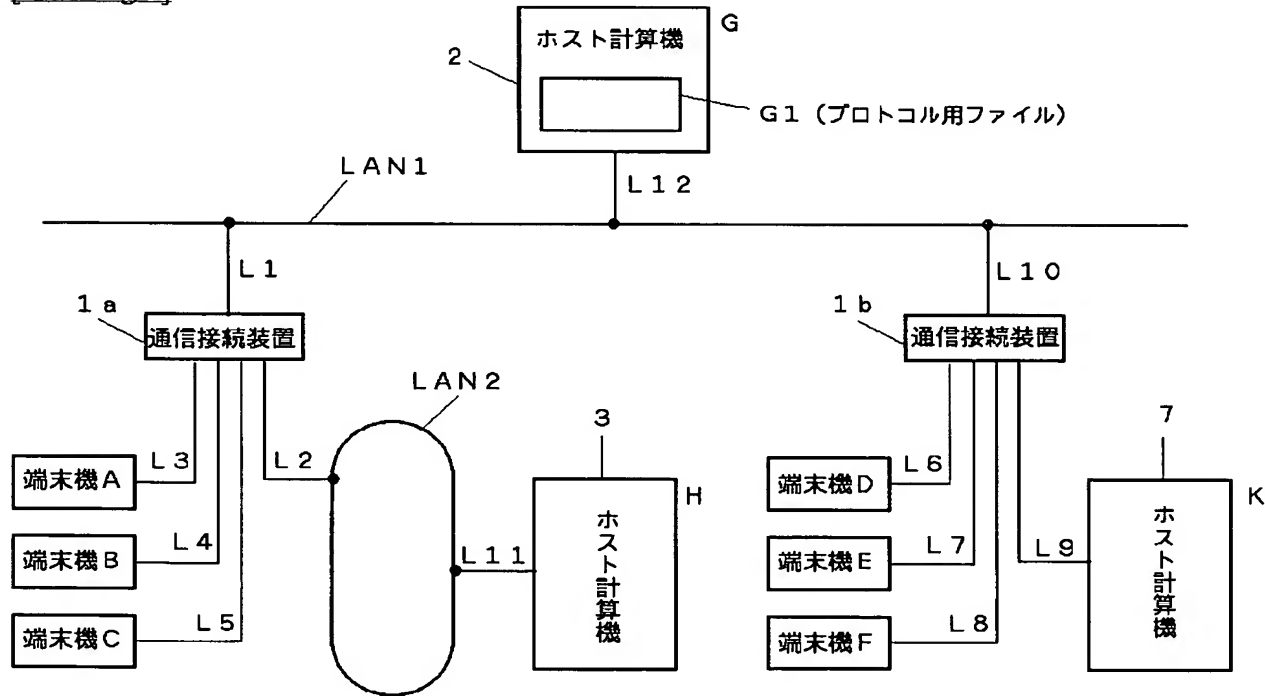 G
ホスト計算機
2
G1（プロトコル用ファイル）
LAN1
L12
L1
L10
1a
通信接続装置
1b
通信接続装置
LAN2
3
7
端末機A
L3
L2
H
端末機D
L6
K
ホスト計算機
ホスト計算機
端末機B
L4
L11
端末機E
L7
L9
端末機C
L5
端末機F
L8